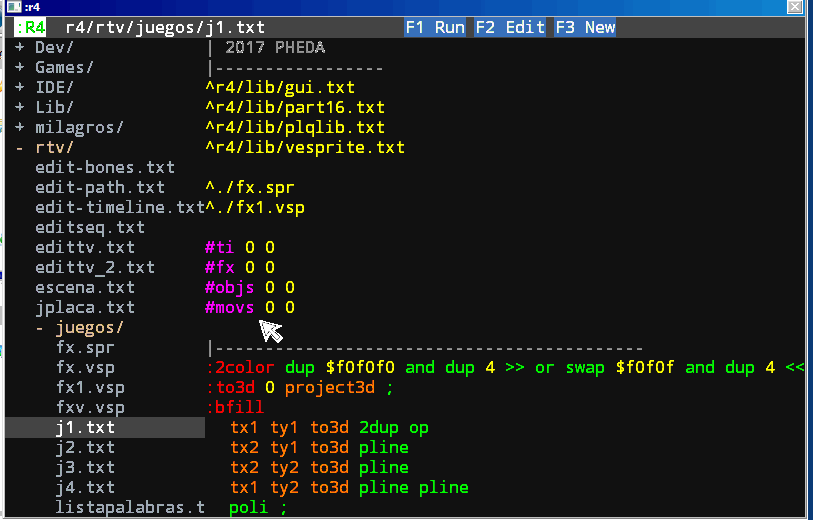 :r4
:R4 r4/rtv/juegos/j1.txt F1 Run F2 Edit F3 New
+ Dev/ | 2017 PHEDA
+ Games/ |-----------------
+ IDE/ ^r4/lib/gui.txt
+ Lib/ ^r4/lib/part16.txt
+ milagros/ ^r4/lib/plqlib.txt
- rtv/ ^r4/lib/vesprite.txt
edit-bones.txt
edit-path.txt ^./fx.spr
edit-timeline.txt^./fx1.vsp
editseq.txt
edittv.txt #ti 0 0
edittv_2.txt #fx 0 0
escena.txt #objs 0 0
jplaca.txt #movs 0 0
- juegos/
fx.spr |-------------------------------------------
fx.vsp :2color dup $f0f0f0 and dup 4 >> or swap $f0f0f and dup 4 <<
fx1.vsp :to3d 0 project3d ;
fxv.vsp :bfill
j1.txt tx1 ty1 to3d 2dup op
j2.txt tx2 ty1 to3d pline
j3.txt tx2 ty2 to3d pline
j4.txt tx1 ty2 to3d pline pline
listapalabras.t poli ;